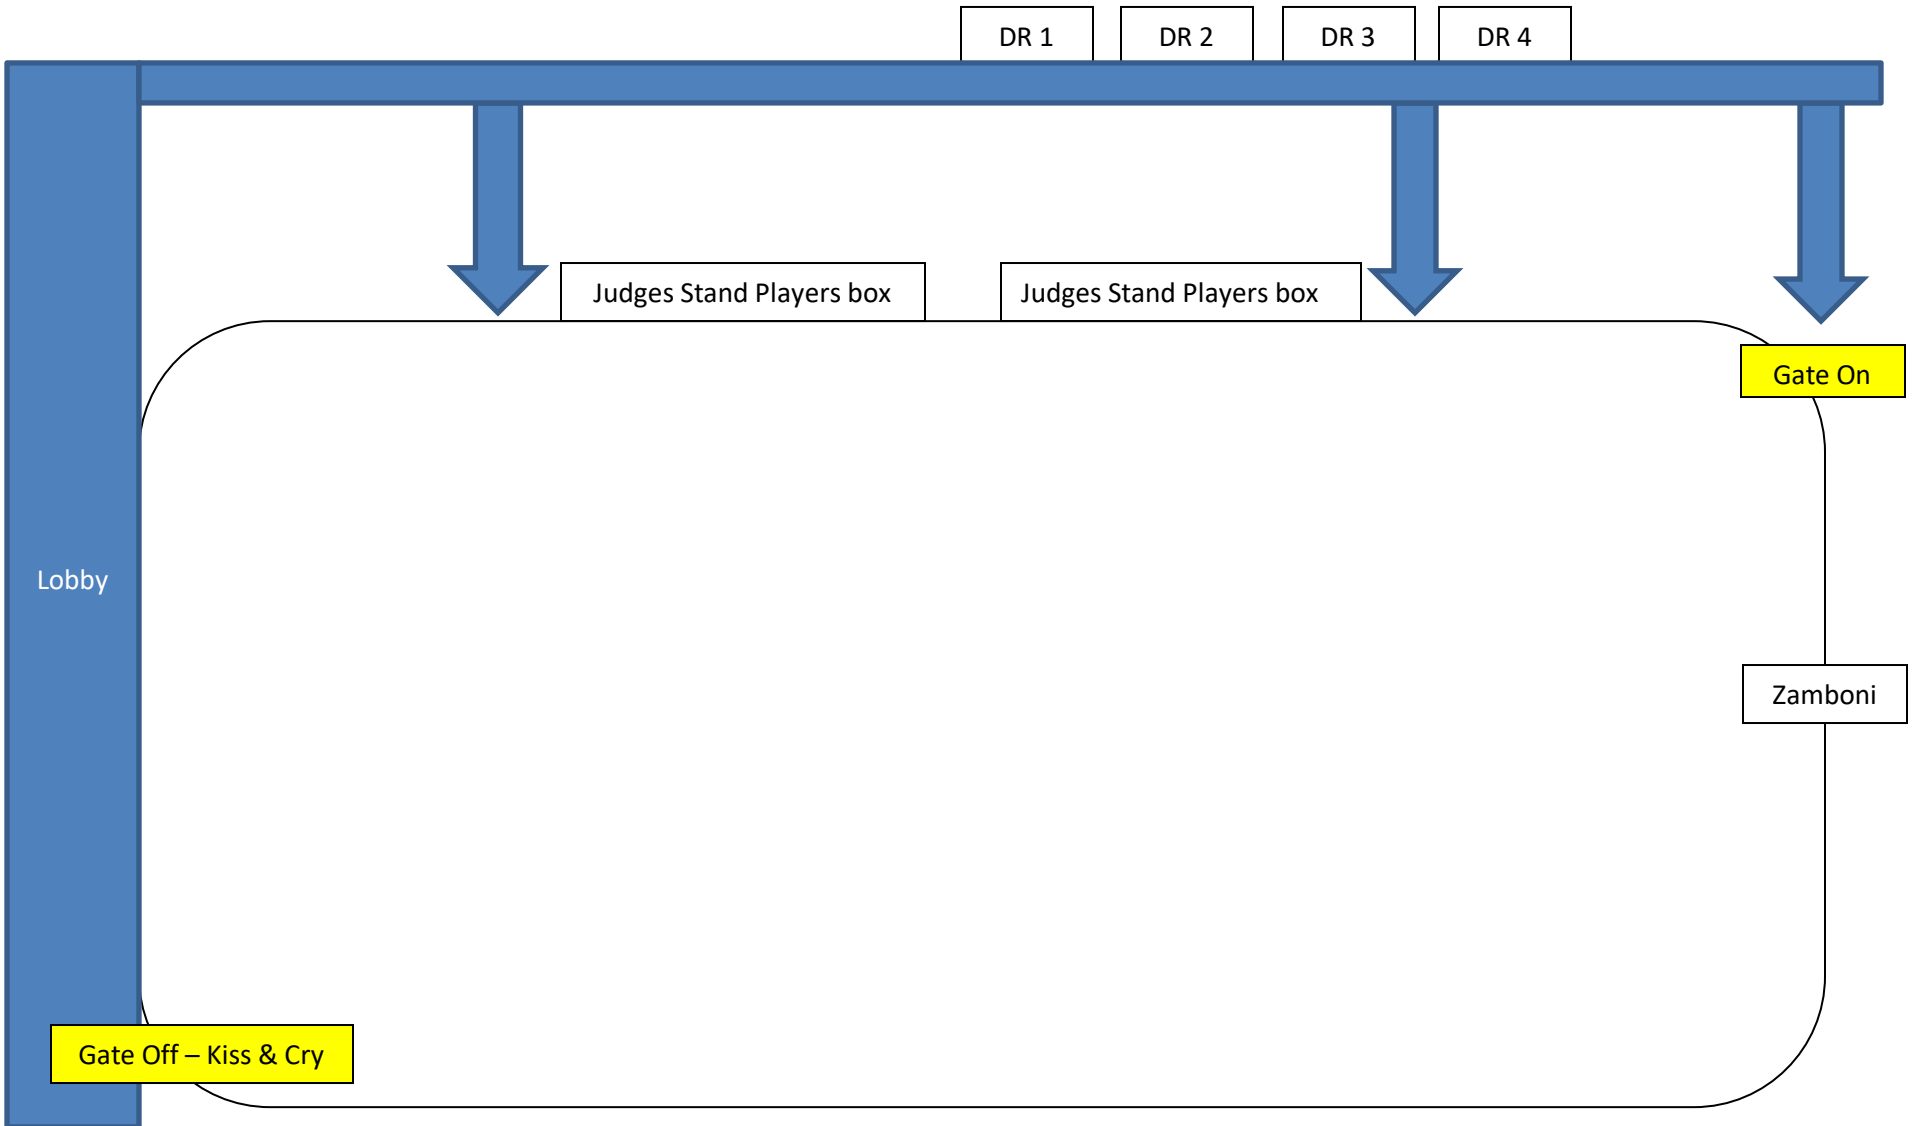 DR 1
DR 2
DR 3
DR 4
Judges Stand Players box
Judges Stand Players box
Gate On
Lobby
Zamboni
Gate Off – Kiss & Cry